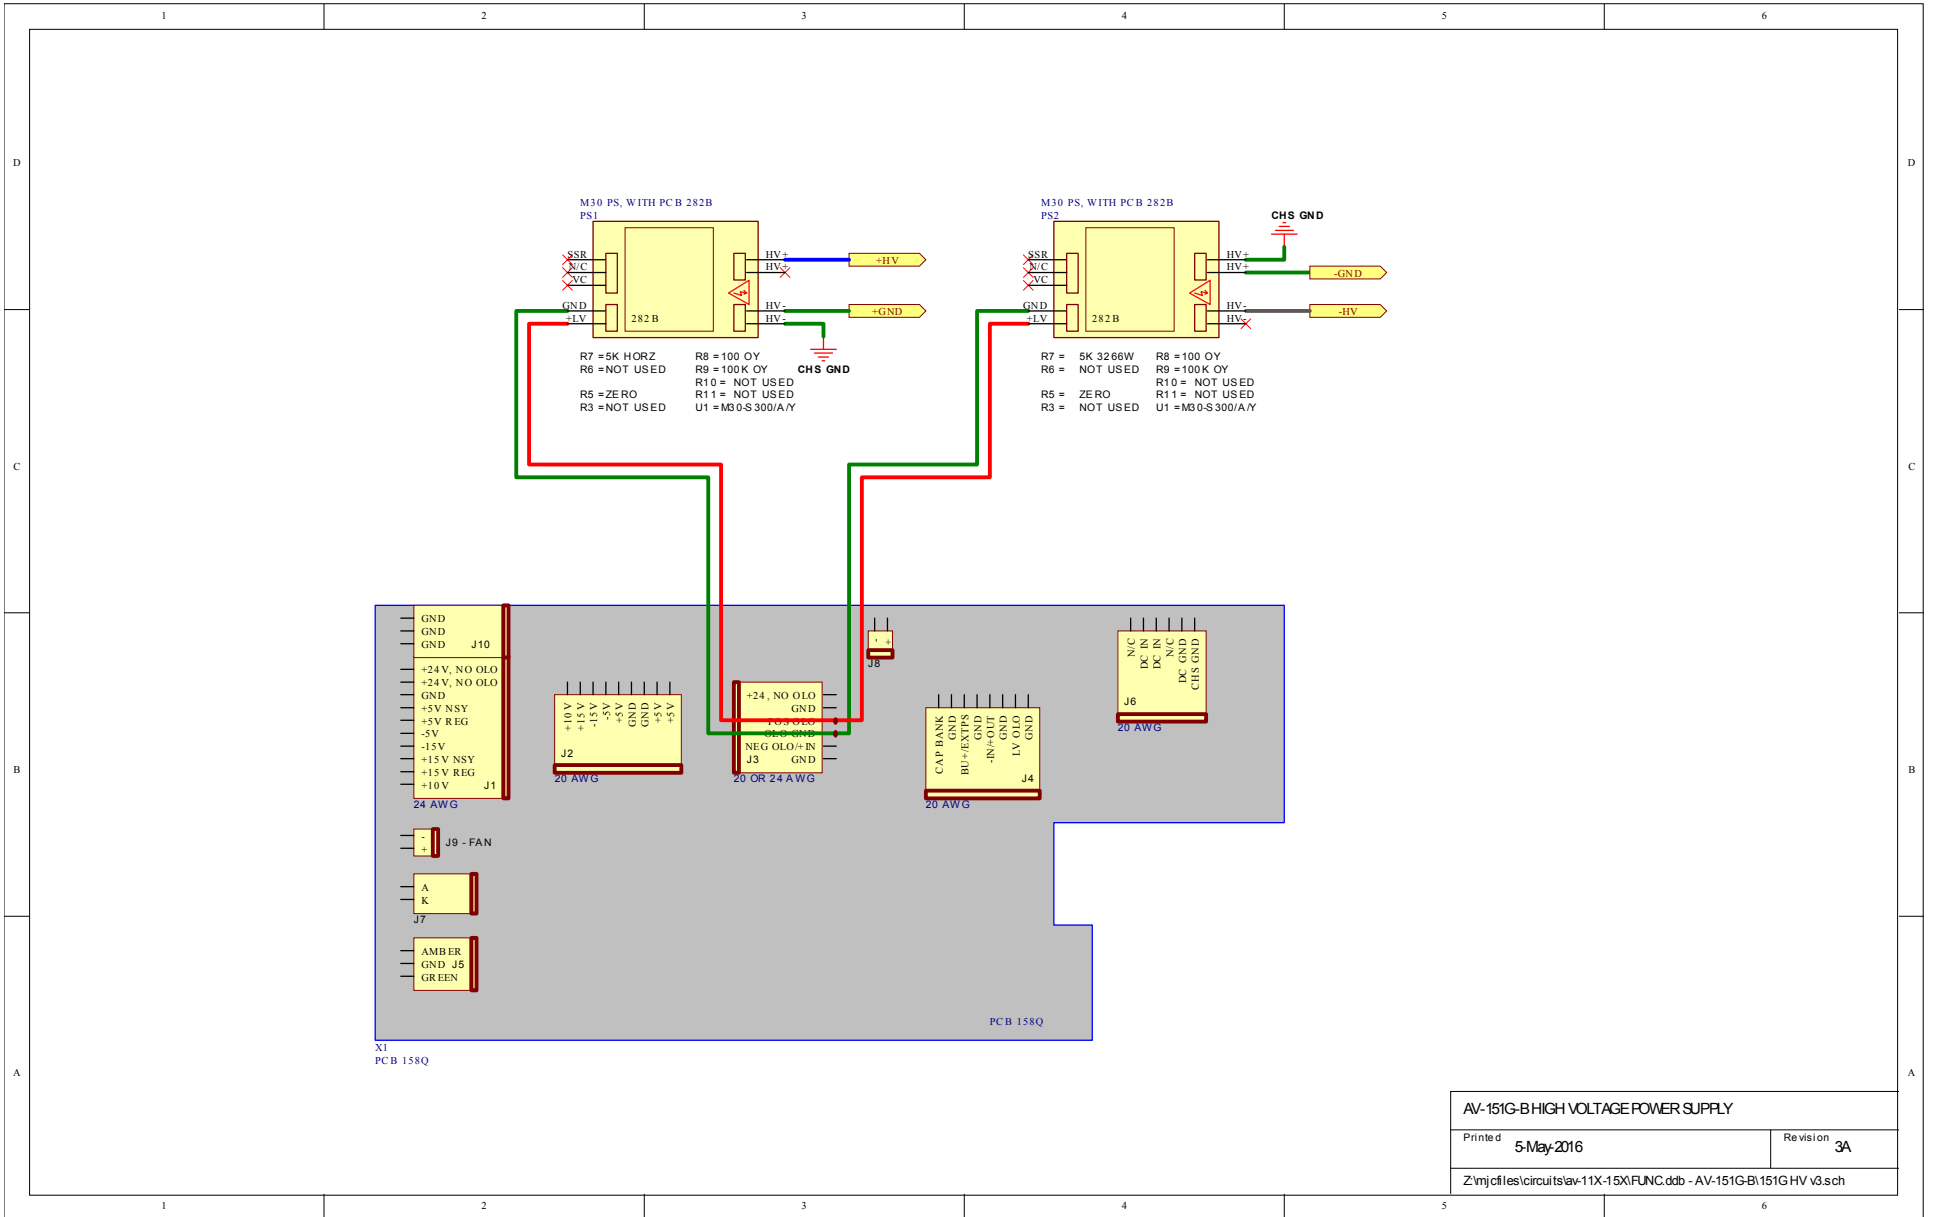 1 2 3 4 5 6
D D
C C
B B
A A
M30 PS, WITH PCB 282B
PS1
SSR
N/C
VC
GND
+LV
282B
HV+
HV+
HV-
HV-
+HV
+GND
CHS GND
R7 =5K HORZ R8 =100 OY
R6 =NOT USED R9 =100K OY
R10 = NOT USED
R5 =ZERO R11 = NOT USED
R3 =NOT USED U1 =M30-S300/A/Y
M30 PS, WITH PCB 282B
PS2
SSR
N/C
VC
GND
+LV
282B
HV+
HV+
HV-
HV-
CHS GND
-GND
-HV
R7 = 5K 3266W R8 =100 OY
R6 = NOT USED R9 =100K OY
R10 = NOT USED
R5 = ZERO R11 = NOT USED
R3 = NOT USED U1 =M30-S300/A/Y
GND
GND
GND J10
+24V, NO OLO
+24V, NO OLO
GND
+5V NSY
+5V REG
-5V
-15V
+15V NSY
+15V REG
+10V J1
24 AWG
+10V
+15V
-15V
-5V
+5V
GND
GND
+5V
+5V
J2
20 AWG
+24, NO OLO
GND
POS OLO
OLO GND
NEG OLO/+IN
J3 GND
20 OR 24 AWG
- +
J8
CAP BANK
GND
BU+/EXTPS
GND
-IN/+OUT
GND
LV OLO
GND
J4
20 AWG
N/C
DC IN
DC IN
N/C
DC GND
CHS GND
J6
20 AWG
-
+
J9 - FAN
A
K
J7
AMBER
GND J5
GREEN
PCB 158Q
X1
PCB 158Q
AV-151G-B HIGH VOLTAGE POWER SUPPLY
Printed 5-May-2016 Revision 3A
Z:\mjcfiles\circuits\av-11X-15X\FUNC.ddb - AV-151G-B\151G HV v3.sch
1 2 3 4 5 6